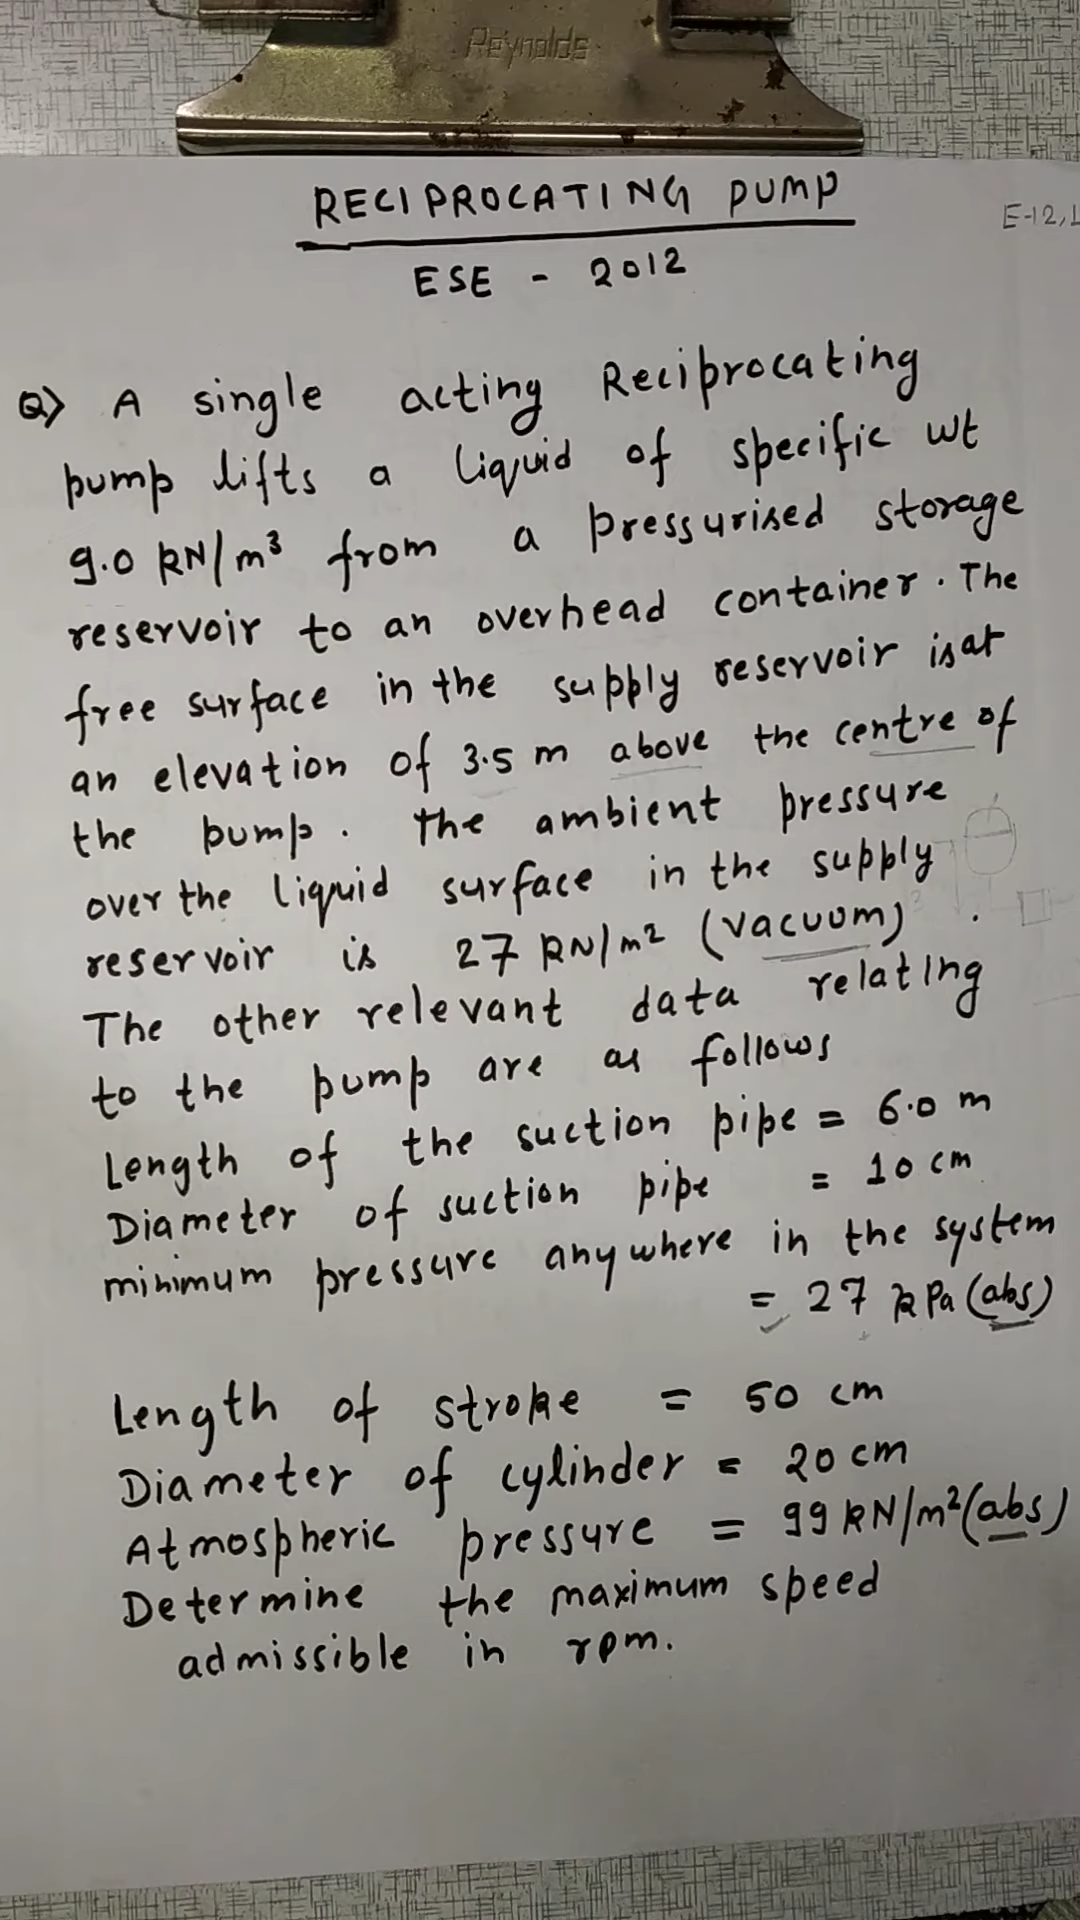 Reynolds
RECIPROCATING PUMP
ESE - 2012
Q> A single acting Reciprocating
pump lifts a liquid of specific wt
9.0 kN/m³ from a pressurised storage
reservoir to an overhead container. The
free surface in the supply reservoir is at
an elevation of 3.5 m above the centre of
the pump. The ambient pressure
over the liquid surface in the supply
reservoir is 27 kN/m² (vacuum)
The other relevant data relating
to the pump are as follows
Length of the suction pipe = 6.0 m
Diameter of suction pipe = 10 cm
minimum pressure anywhere in the system
= 27 kPa (abs)
Length of stroke = 50 cm
Diameter of cylinder = 20 cm
Atmospheric pressure = 99 kN/m² (abs)
Determine the maximum speed
admissible in rpm.